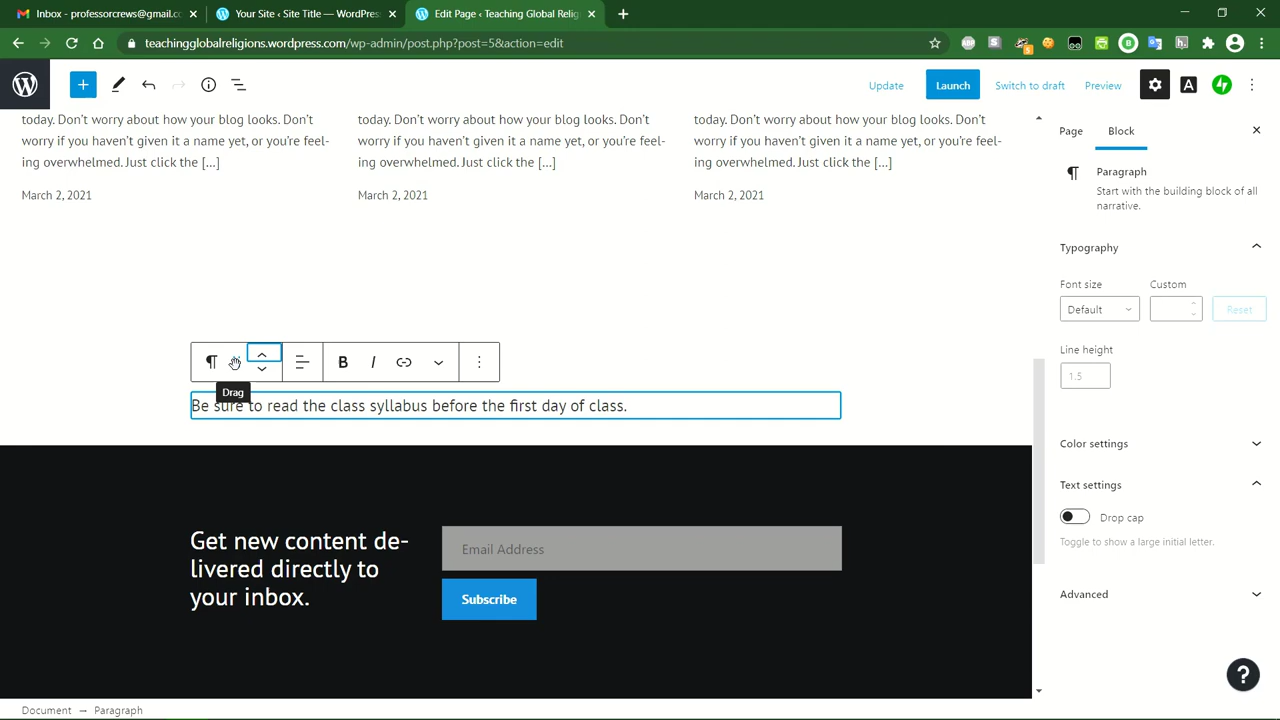 Inbox - professorcrews@gmail.c
Your Site ‹ Site Title — WordPres
Edit Page ‹ Teaching Global Relig
teachingglobalreligions.wordpress.com/wp-admin/post.php?post=5&action=edit
Update
Launch
Switch to draft
Preview
today. Don't worry about how your blog looks. Don't
worry if you haven't given it a name yet, or you're feel-
ing overwhelmed. Just click the […]
March 2, 2021
today. Don't worry about how your blog looks. Don't
worry if you haven't given it a name yet, or you're feel-
ing overwhelmed. Just click the […]
March 2, 2021
today. Don't worry about how your blog looks. Don't
worry if you haven't given it a name yet, or you're feel-
ing overwhelmed. Just click the […]
March 2, 2021
B I
Drag
Be sure to read the class syllabus before the first day of class.
Get new content de-
livered directly to
your inbox.
Email Address
Subscribe
Page
Block
Paragraph
Start with the building block of all
narrative.
Typography
Font size
Custom
Default
Reset
Line height
1.5
Color settings
Text settings
Drop cap
Toggle to show a large initial letter.
Advanced
Document → Paragraph